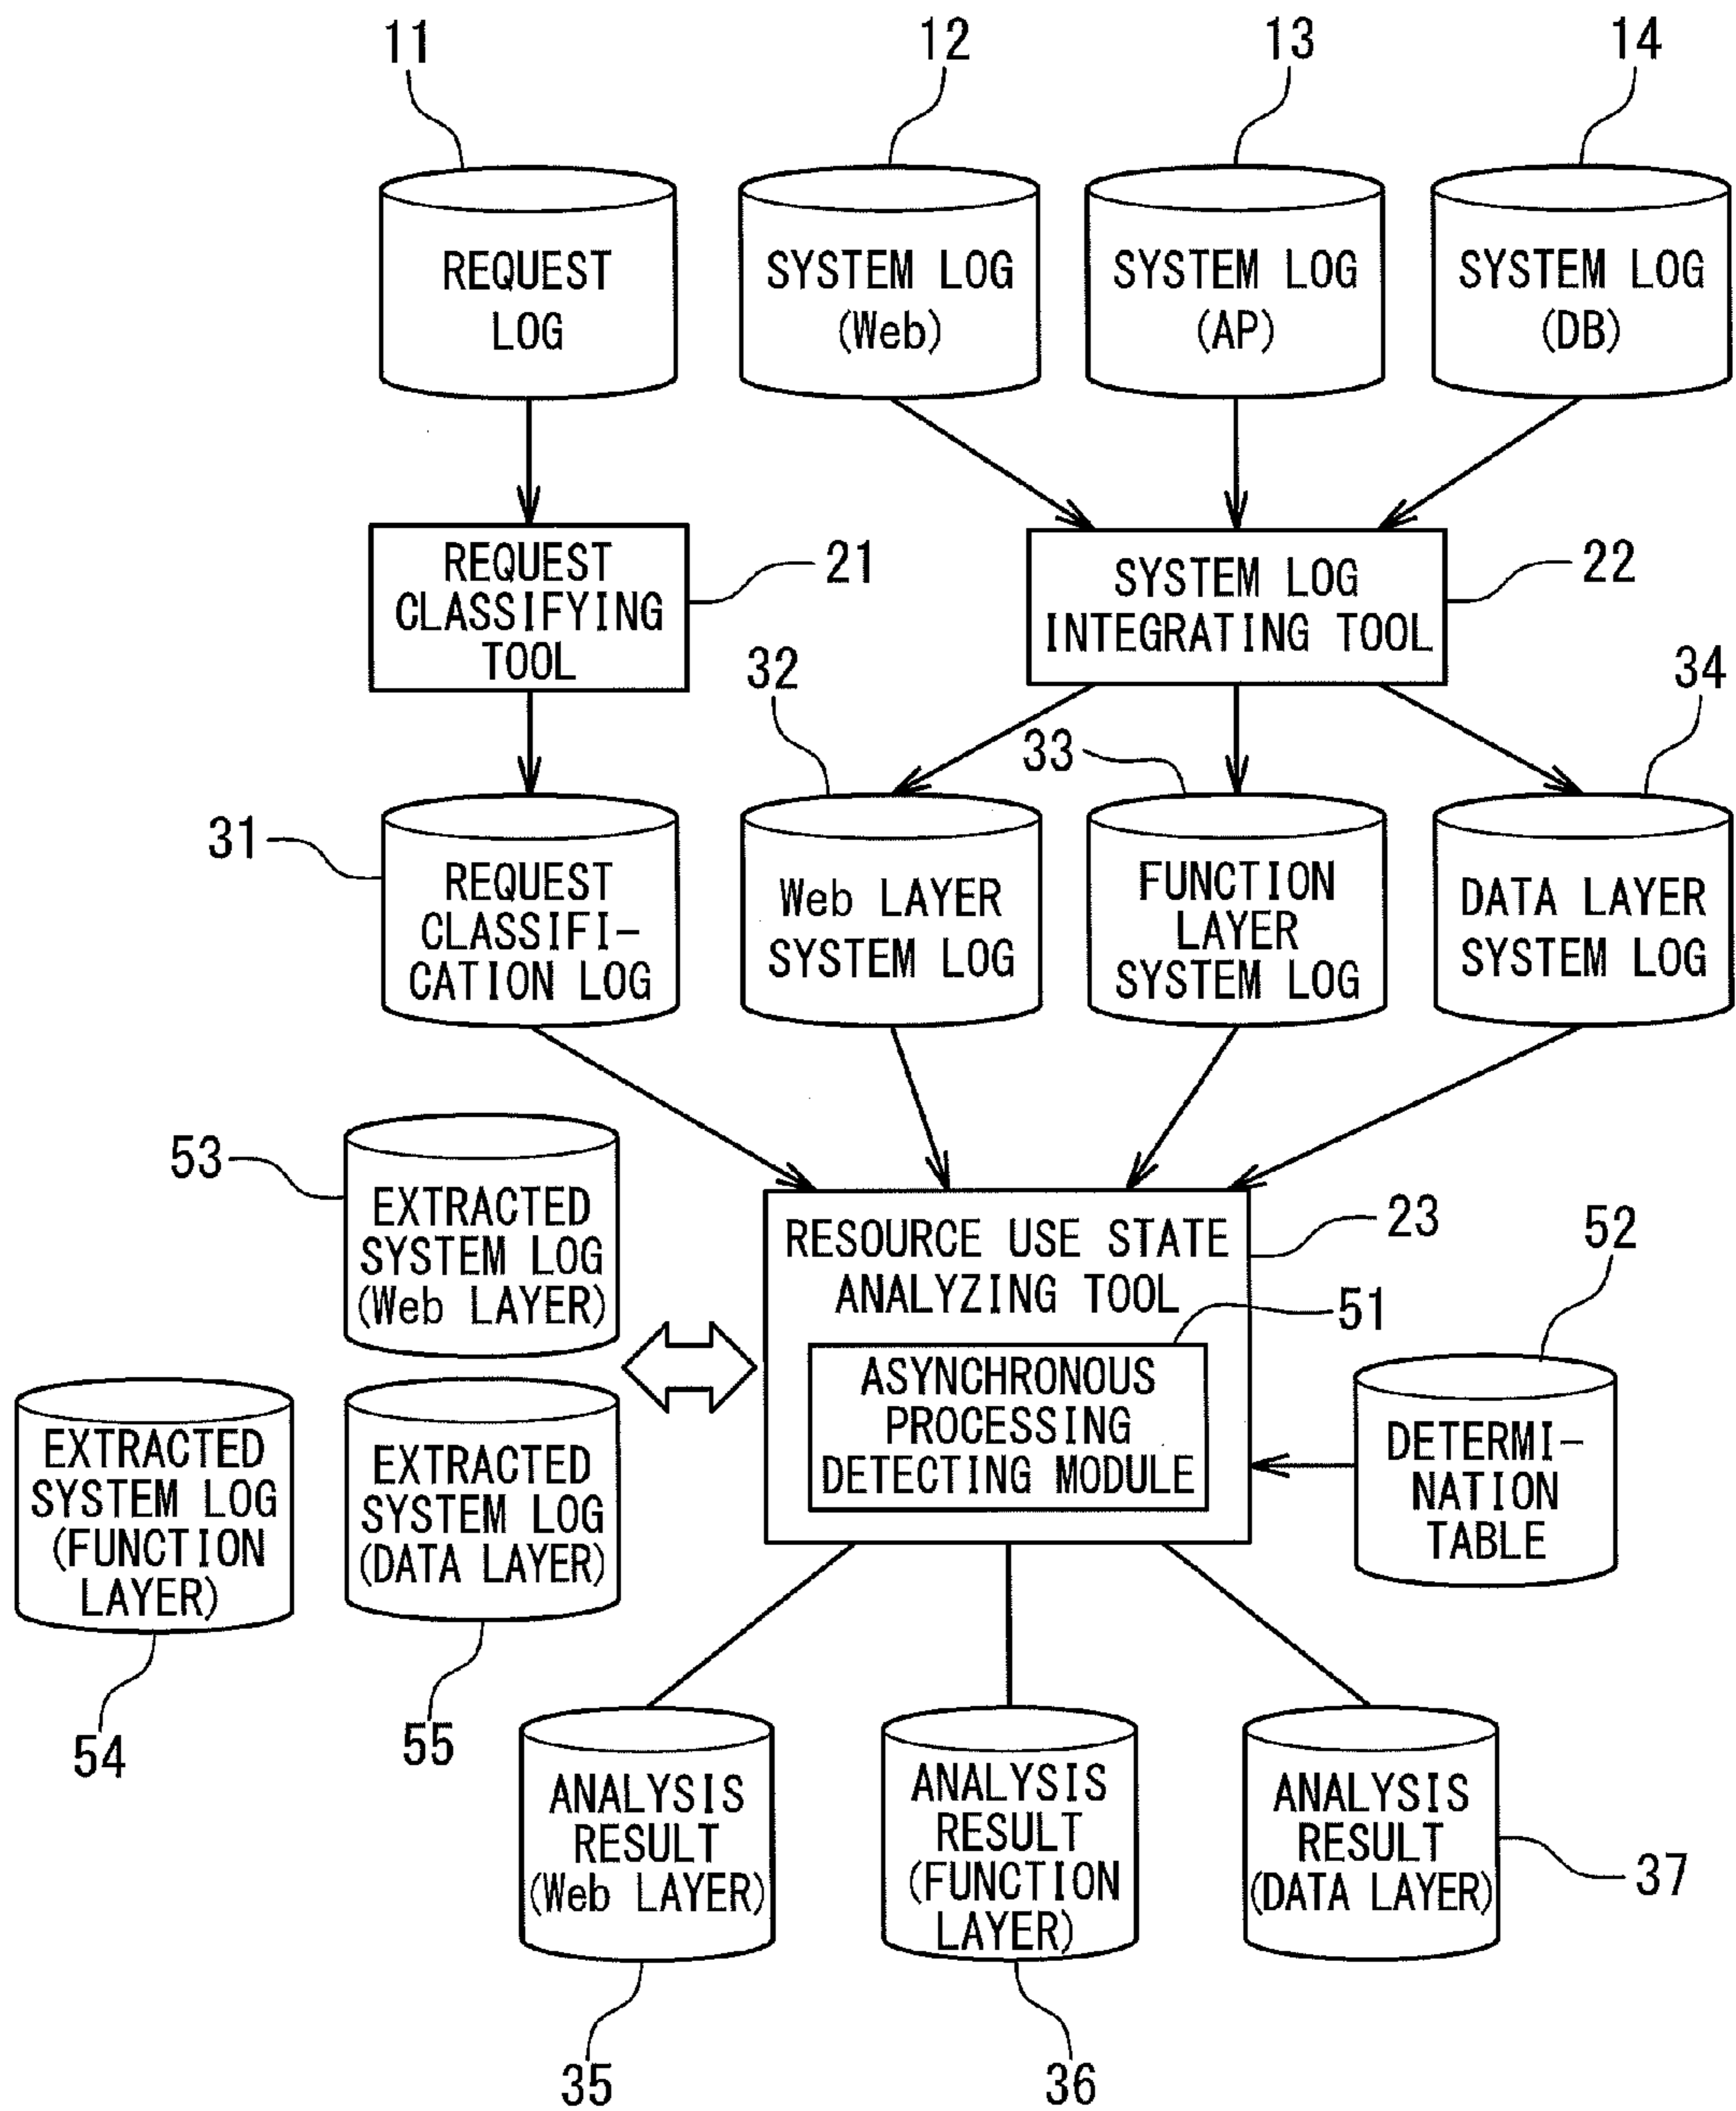 11
12
13
14
REQUEST
LOG
SYSTEM LOG
(Web)
SYSTEM LOG
(AP)
SYSTEM LOG
(DB)
REQUEST
CLASSIFYING
TOOL
21
SYSTEM LOG
INTEGRATING TOOL
22
32
33
34
31
REQUEST
CLASSIFI-
CATION LOG
Web LAYER
SYSTEM LOG
FUNCTION
LAYER
SYSTEM LOG
DATA LAYER
SYSTEM LOG
53
EXTRACTED
SYSTEM LOG
(Web LAYER)
RESOURCE USE STATE
ANALYZING TOOL
23
51
52
ASYNCHRONOUS
PROCESSING
DETECTING MODULE
DETERMI-
NATION
TABLE
EXTRACTED
SYSTEM LOG
(FUNCTION
LAYER)
EXTRACTED
SYSTEM LOG
(DATA LAYER)
54
55
ANALYSIS
RESULT
(Web LAYER)
ANALYSIS
RESULT
(FUNCTION
LAYER)
ANALYSIS
RESULT
(DATA LAYER)
37
35
36